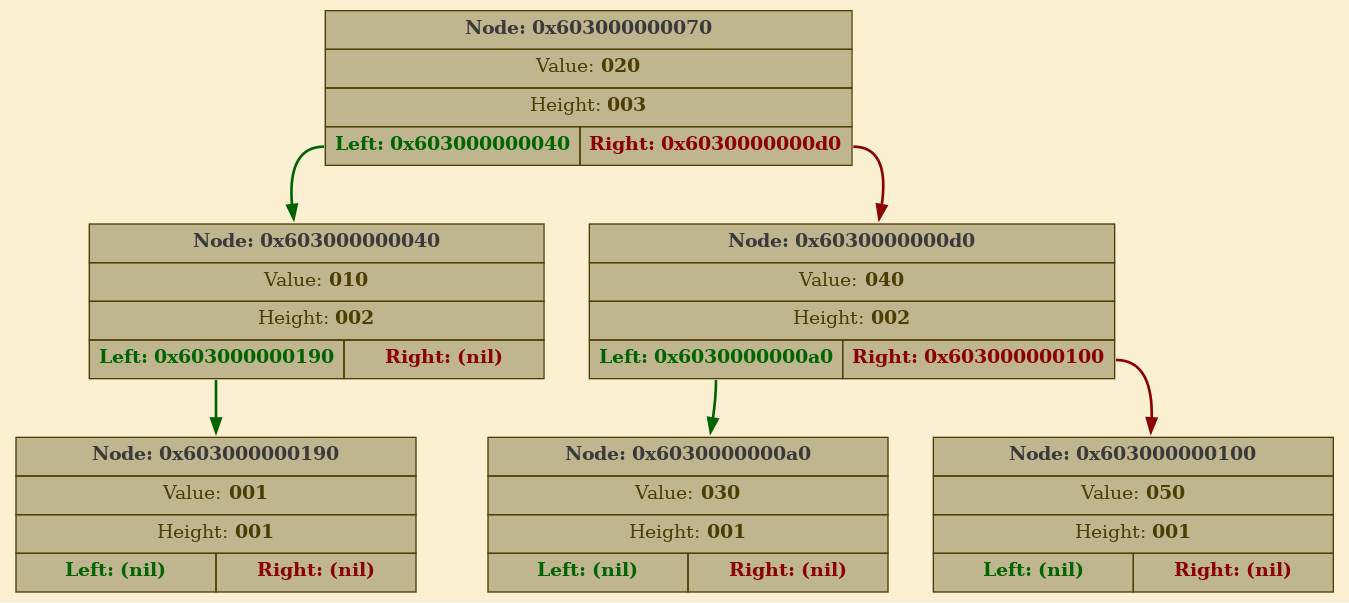 Node: 0x603000000070
Value: 020
Height: 003
Left: 0x603000000040 Right: 0x6030000000d0
Node: 0x603000000040
Value: 010
Height: 002
Left: 0x603000000190 Right: (nil)
Node: 0x6030000000d0
Value: 040
Height: 002
Left: 0x6030000000a0 Right: 0x603000000100
Node: 0x603000000190
Value: 001
Height: 001
Left: (nil) Right: (nil)
Node: 0x6030000000a0
Value: 030
Height: 001
Left: (nil) Right: (nil)
Node: 0x603000000100
Value: 050
Height: 001
Left: (nil) Right: (nil)